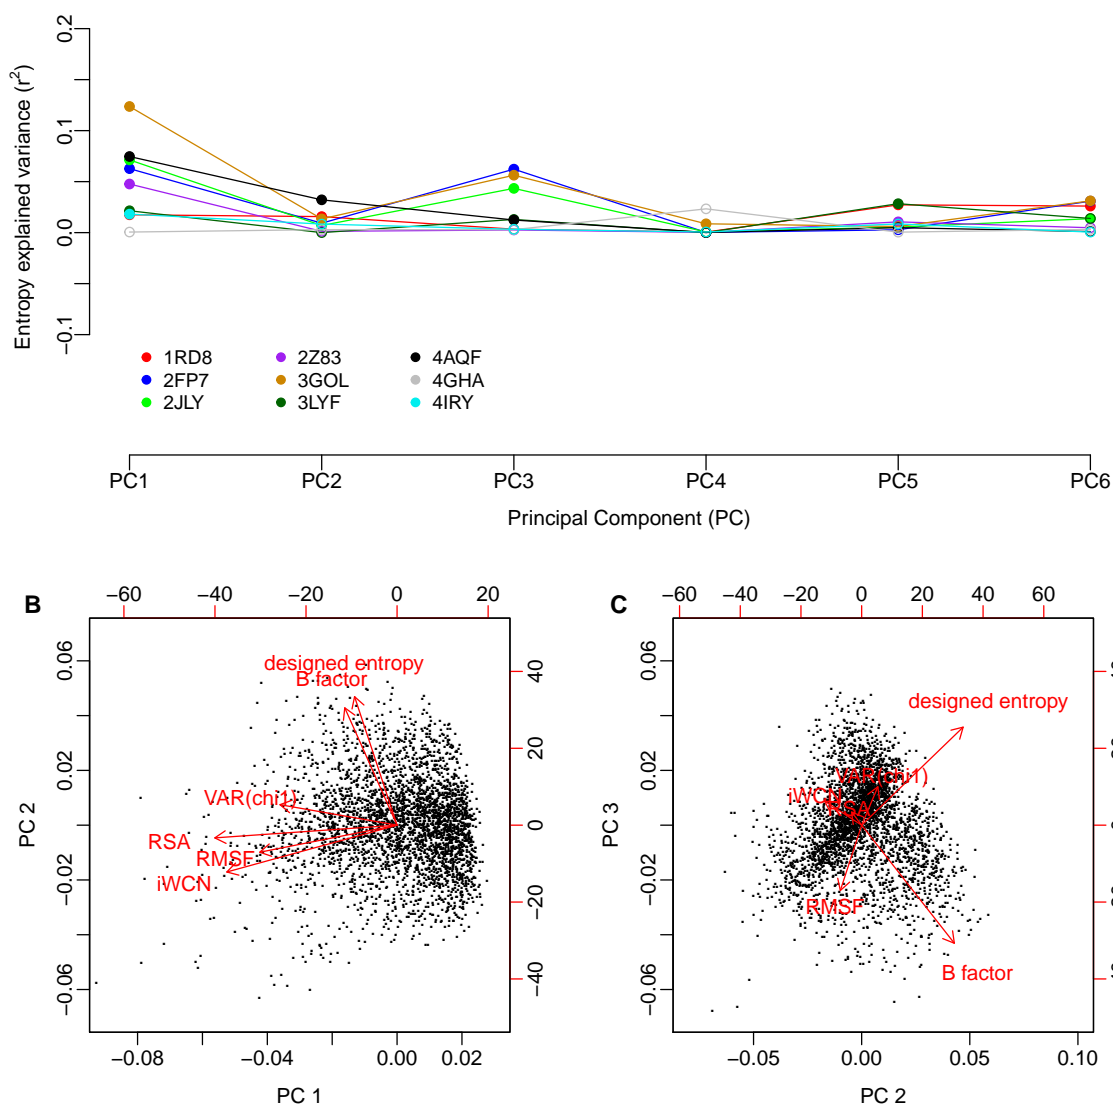 Entropy explained variance (r²)
0.2
0.1
0.0
−0.1
1RD8 2Z83 4AQF
2FP7 3GOL 4GHA
2JLY 3LYF 4IRY
PC1 PC2 PC3 PC4 PC5 PC6
Principal Component (PC)
B
−60 −40 −20 0 20
PC 2
0.06
0.02
−0.02
−0.06
40
20
0
−20
−40
designed entropy
B factor
VAR(chi1)
RSA
RMSF
iWCN
−0.08 −0.04 0.00 0.02
PC 1
C
−60 −40 −20 0 20 40 60
PC 3
0.06
0.02
−0.02
−0.06
designed entropy
VAR(chi1)
iWCN
RSA
RMSF
B factor
−0.05 0.00 0.05 0.10
PC 2